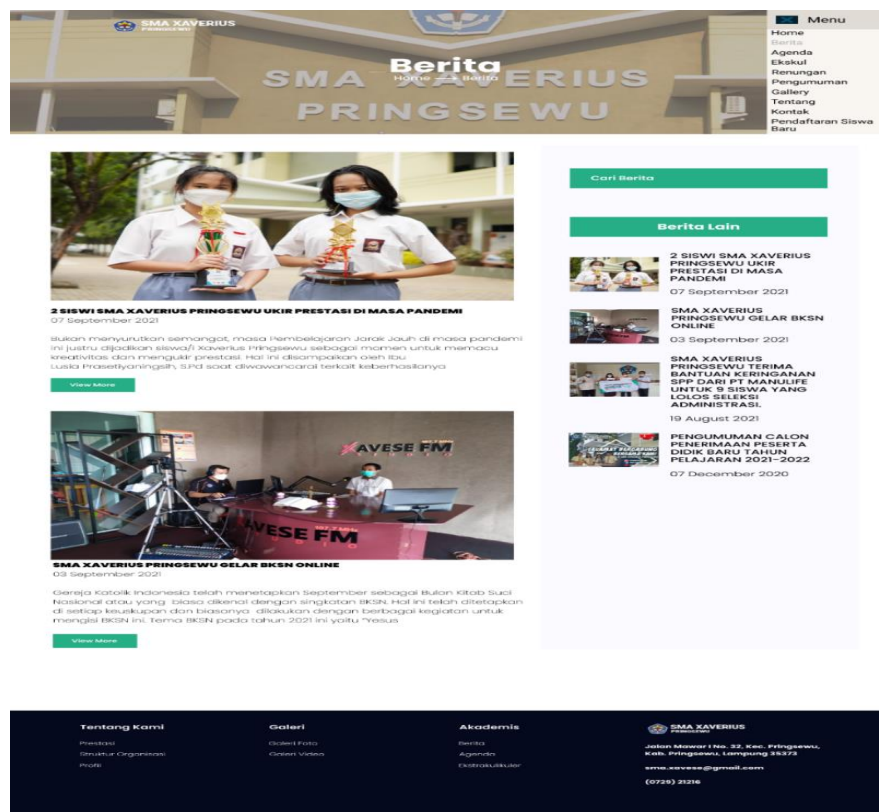 SMA XAVERIUS
PRINGSEWU
Menu
Home
Berita
Agenda
Ekskul
Renungan
Pengumuman
Gallery
Tentang
Kontak
Pendaftaran Siswa
Baru
Berita
Home → Berita
SMA XAVERIUS
PRINGSEWU
2 SISWI SMA XAVERIUS PRINGSEWU UKIR PRESTASI DI MASA PANDEMI
07 September 2021
Bukan menyurutkan semangat, masa Pembelajaran Jarak Jauh di masa pandemi
ini justru dijadikan siswa/i Xaverius Pringsewu sebagai momen untuk memacu
kreativitas dan mengukir prestasi. Hal ini disampaikan oleh Ibu
Lusia Prasetiyaningsih, S.Pd saat diwawancarai terkait keberhasilanya
View More
XAVESE FM
107.7 MHz
XAVESE FM
SMA XAVERIUS PRINGSEWU GELAR BKSN ONLINE
03 September 2021
Gereja Katolik Indonesia telah menetapkan September sebagai Bulan Kitab Suci
Nasional atau yang biasa dikenal dengan singkatan BKSN. Hal ini telah ditetapkan
di setiap keuskupan dan biasanya dilakukan dengan berbagai kegiatan untuk
mengisi BKSN ini. Tema BKSN pada tahun 2021 ini yaitu "Yesus
View More
Cari Berita
Berita Lain
2 SISWI SMA XAVERIUS
PRINGSEWU UKIR
PRESTASI DI MASA
PANDEMI
07 September 2021
SMA XAVERIUS
PRINGSEWU GELAR BKSN
ONLINE
03 September 2021
SMA XAVERIUS
PRINGSEWU TERIMA
BANTUAN KERINGANAN
SPP DARI PT MANULIFE
UNTUK 9 SISWA YANG
LOLOS SELEKSI
ADMINISTRASI.
19 August 2021
PENGUMUMAN CALON
PENERIMAAN PESERTA
DIDIK BARU TAHUN
PELAJARAN 2021-2022
07 December 2020
Tentang Kami
Prestasi
Struktur Organisasi
Profil
Galeri
Galeri Foto
Galeri Video
Akademis
Berita
Agenda
Ekstrakulikuler
SMA XAVERIUS
PRINGSEWU
Jalan Mawar I No. 32, Kec. Pringsewu,
Kab. Pringsewu, Lampung 35373
sma.xavese@gmail.com
(0729) 21216